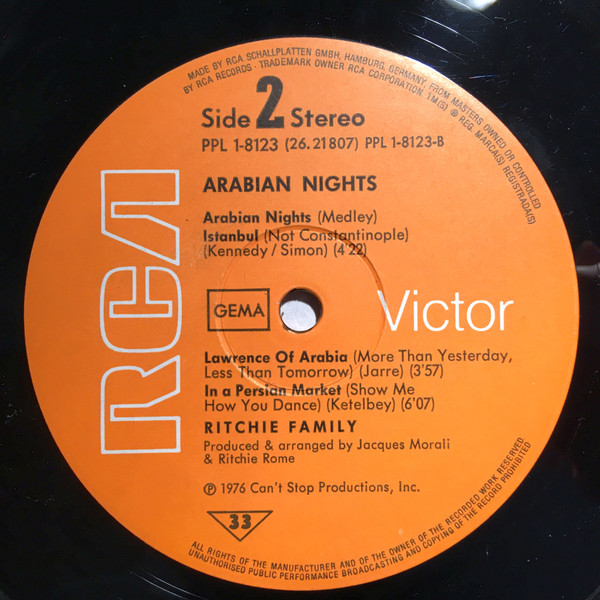 MADE BY RCA SCHALLPLATTEN GMBH, HAMBURG, GERMANY, FROM MASTERS OWNED OR CONTROLLED
BY RCA RECORDS · TRADEMARK OWNER RCA CORPORATION. TM(S) ® REG. MARCA(S) REGISTRADA(S)
Side 2 Stereo
PPL 1-8123 (26.21807) PPL 1-8123-B
ARABIAN NIGHTS
Arabian Nights (Medley)
Istanbul (Not Constantinople)
(Kennedy / Simon) (4'22)
RCA
GEMA
Victor
Lawrence Of Arabia (More Than Yesterday,
Less Than Tomorrow) (Jarre) (3'57)
In a Persian Market (Show Me
How You Dance) (Ketelbey) (6'07)
RITCHIE FAMILY
Produced & arranged by Jacques Morali
& Ritchie Rome
℗ 1976 Can't Stop Productions, Inc.
33
ALL RIGHTS OF THE MANUFACTURER AND OF THE OWNER OF THE RECORDED WORK RESERVED
UNAUTHORISED PUBLIC PERFORMANCE BROADCASTING AND COPYING OF THE RECORD PROHIBITED